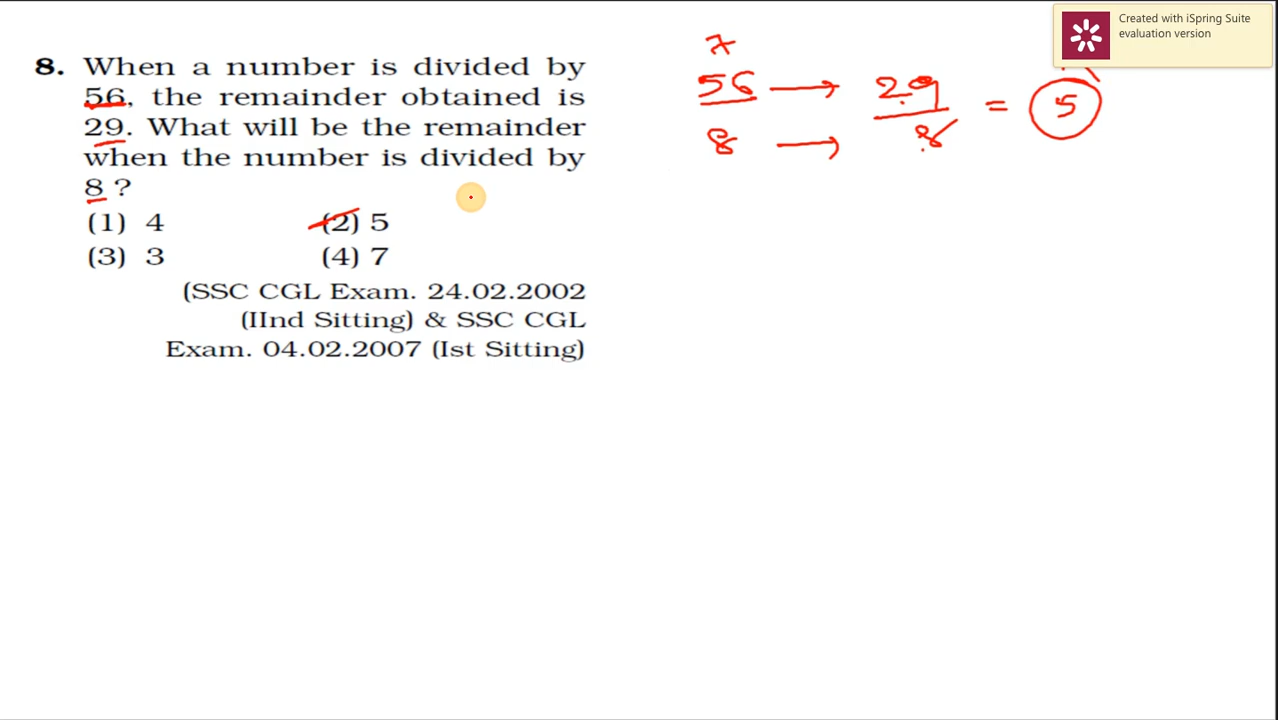 8. When a number is divided by
56, the remainder obtained is
29. What will be the remainder
when the number is divided by
8 ?
(1) 4 (2) 5
(3) 3 (4) 7
(SSC CGL Exam. 24.02.2002
(IInd Sitting) & SSC CGL
Exam. 04.02.2007 (Ist Sitting)
7
56 → 29 = 5
8 → 8
Created with iSpring Suite
evaluation version